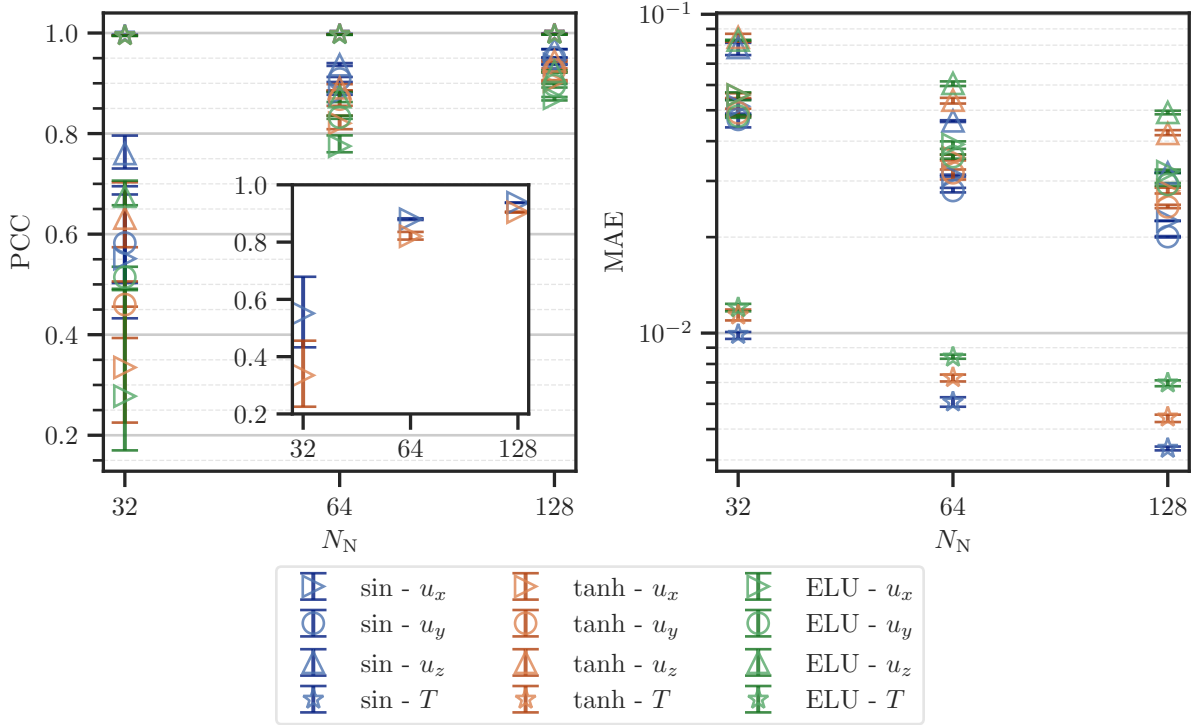 1.0
0.8
0.6
0.4
0.2
PCC
32
64
128
N_N
1.0
0.8
0.6
0.4
0.2
32
64
128
10^{-1}
10^{-2}
MAE
32
64
128
N_N
sin - u_x
sin - u_y
sin - u_z
sin - T
tanh - u_x
tanh - u_y
tanh - u_z
tanh - T
ELU - u_x
ELU - u_y
ELU - u_z
ELU - T